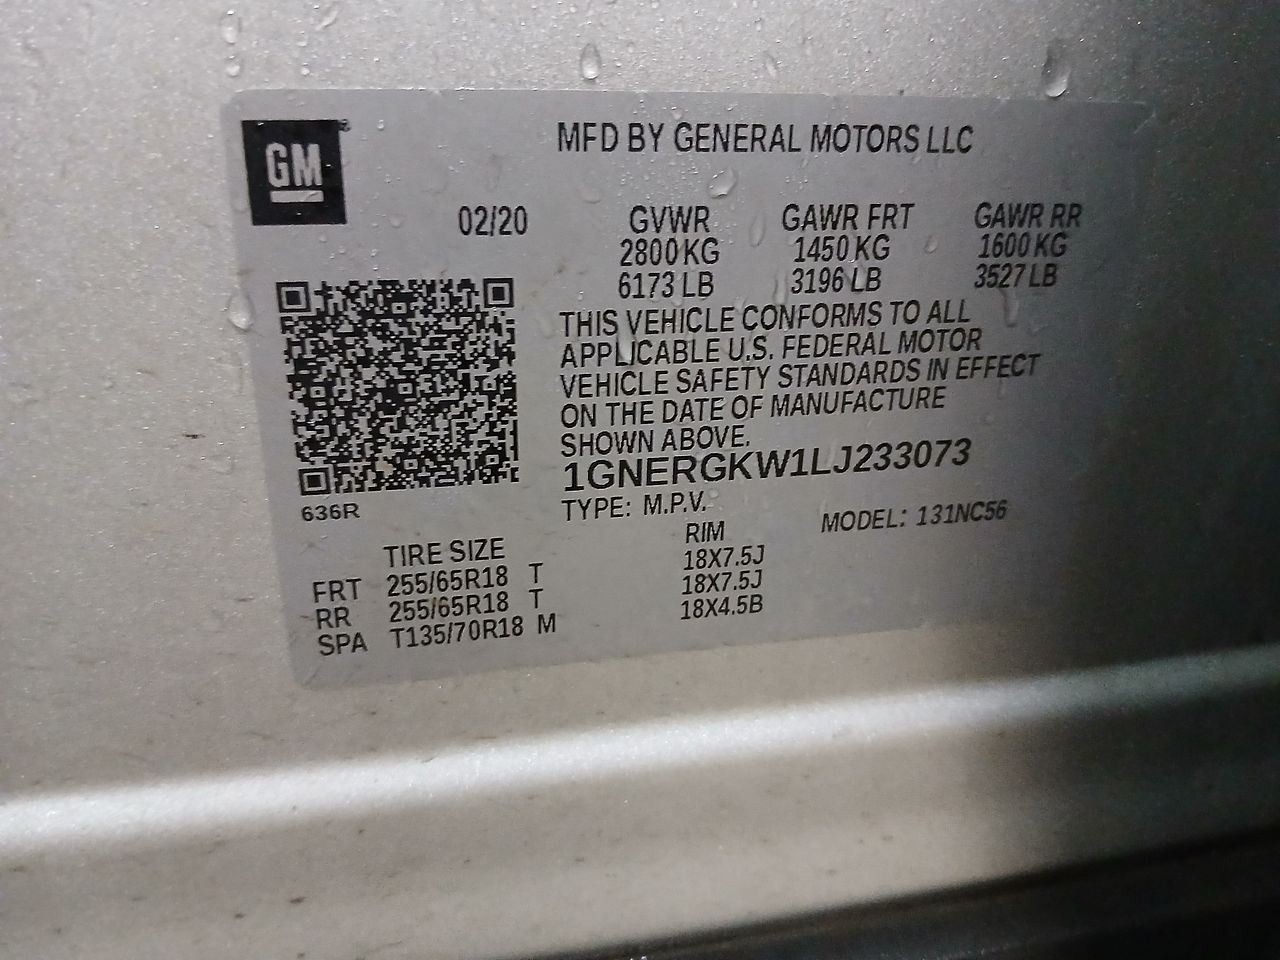 GM
MFD BY GENERAL MOTORS LLC
02/20 GVWR GAWR FRT GAWR RR
2800 KG 1450 KG 1600 KG
6173 LB 3196 LB 3527 LB
THIS VEHICLE CONFORMS TO ALL
APPLICABLE U.S. FEDERAL MOTOR
VEHICLE SAFETY STANDARDS IN EFFECT
ON THE DATE OF MANUFACTURE
SHOWN ABOVE.
1GNERGKW1LJ233073
636R
TYPE: M.P.V. MODEL: 131NC56
TIRE SIZE RIM
FRT 255/65R18 T 18X7.5J
RR 255/65R18 T 18X7.5J
SPA T135/70R18 M 18X4.5B